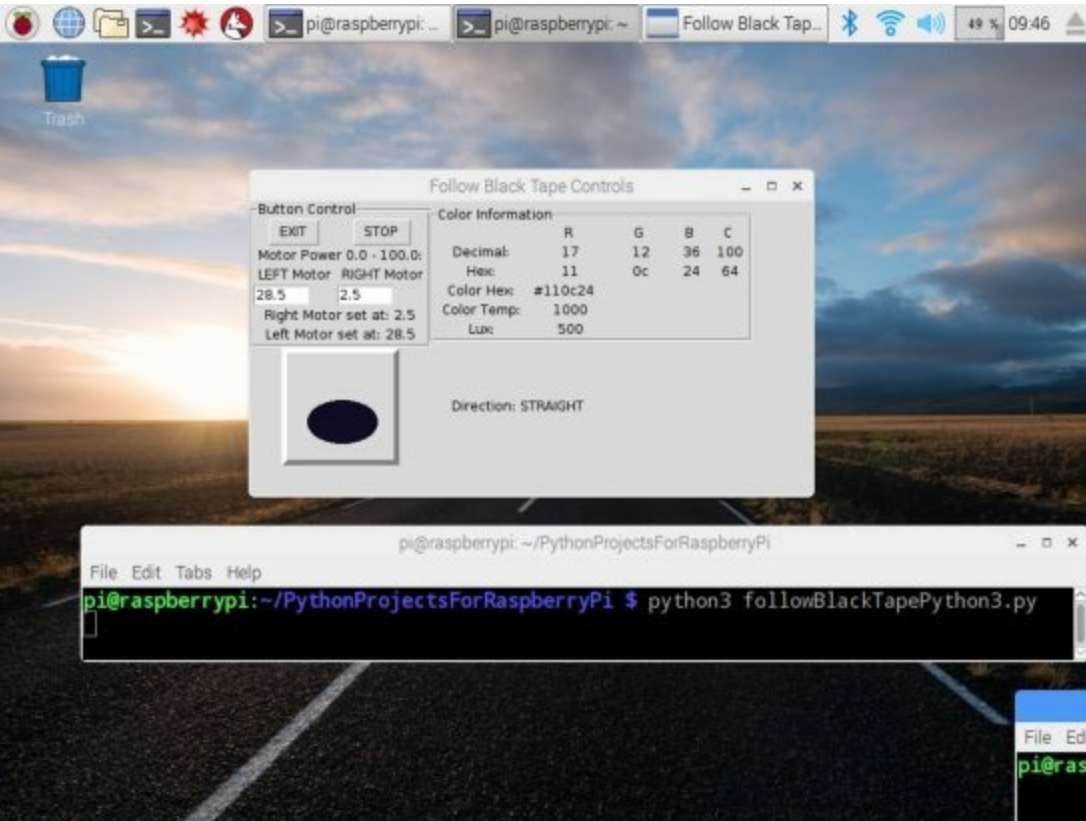 pi@raspberrypi: ... pi@raspberrypi: ~ Follow Black Tap... 49 % 09:46
Trash
Follow Black Tape Controls
Button Control
EXIT STOP
Motor Power 0.0 - 100.0:
LEFT Motor RIGHT Motor
28.5 2.5
Right Motor set at: 2.5
Left Motor set at: 28.5
Color Information
R G B C
Decimal: 17 12 36 100
Hex: 11 0c 24 64
Color Hex: #110c24
Color Temp: 1000
Lux: 500
Direction: STRAIGHT
pi@raspberrypi: ~/PythonProjectsForRaspberryPi
File Edit Tabs Help
pi@raspberrypi:~/PythonProjectsForRaspberryPi $ python3 followBlackTapePython3.py
File Ed
pi@ras